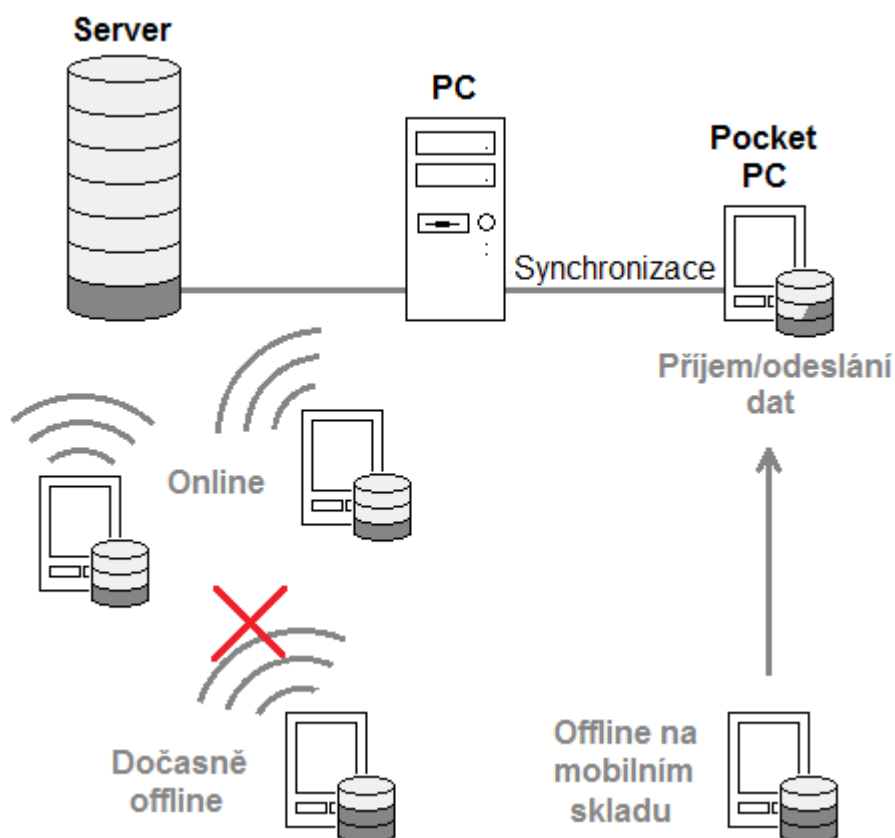 Server
PC
Pocket
PC
Synchronizace
Příjem/odeslání
dat
Online
Dočasně
offline
Offline na
mobilním
skladu